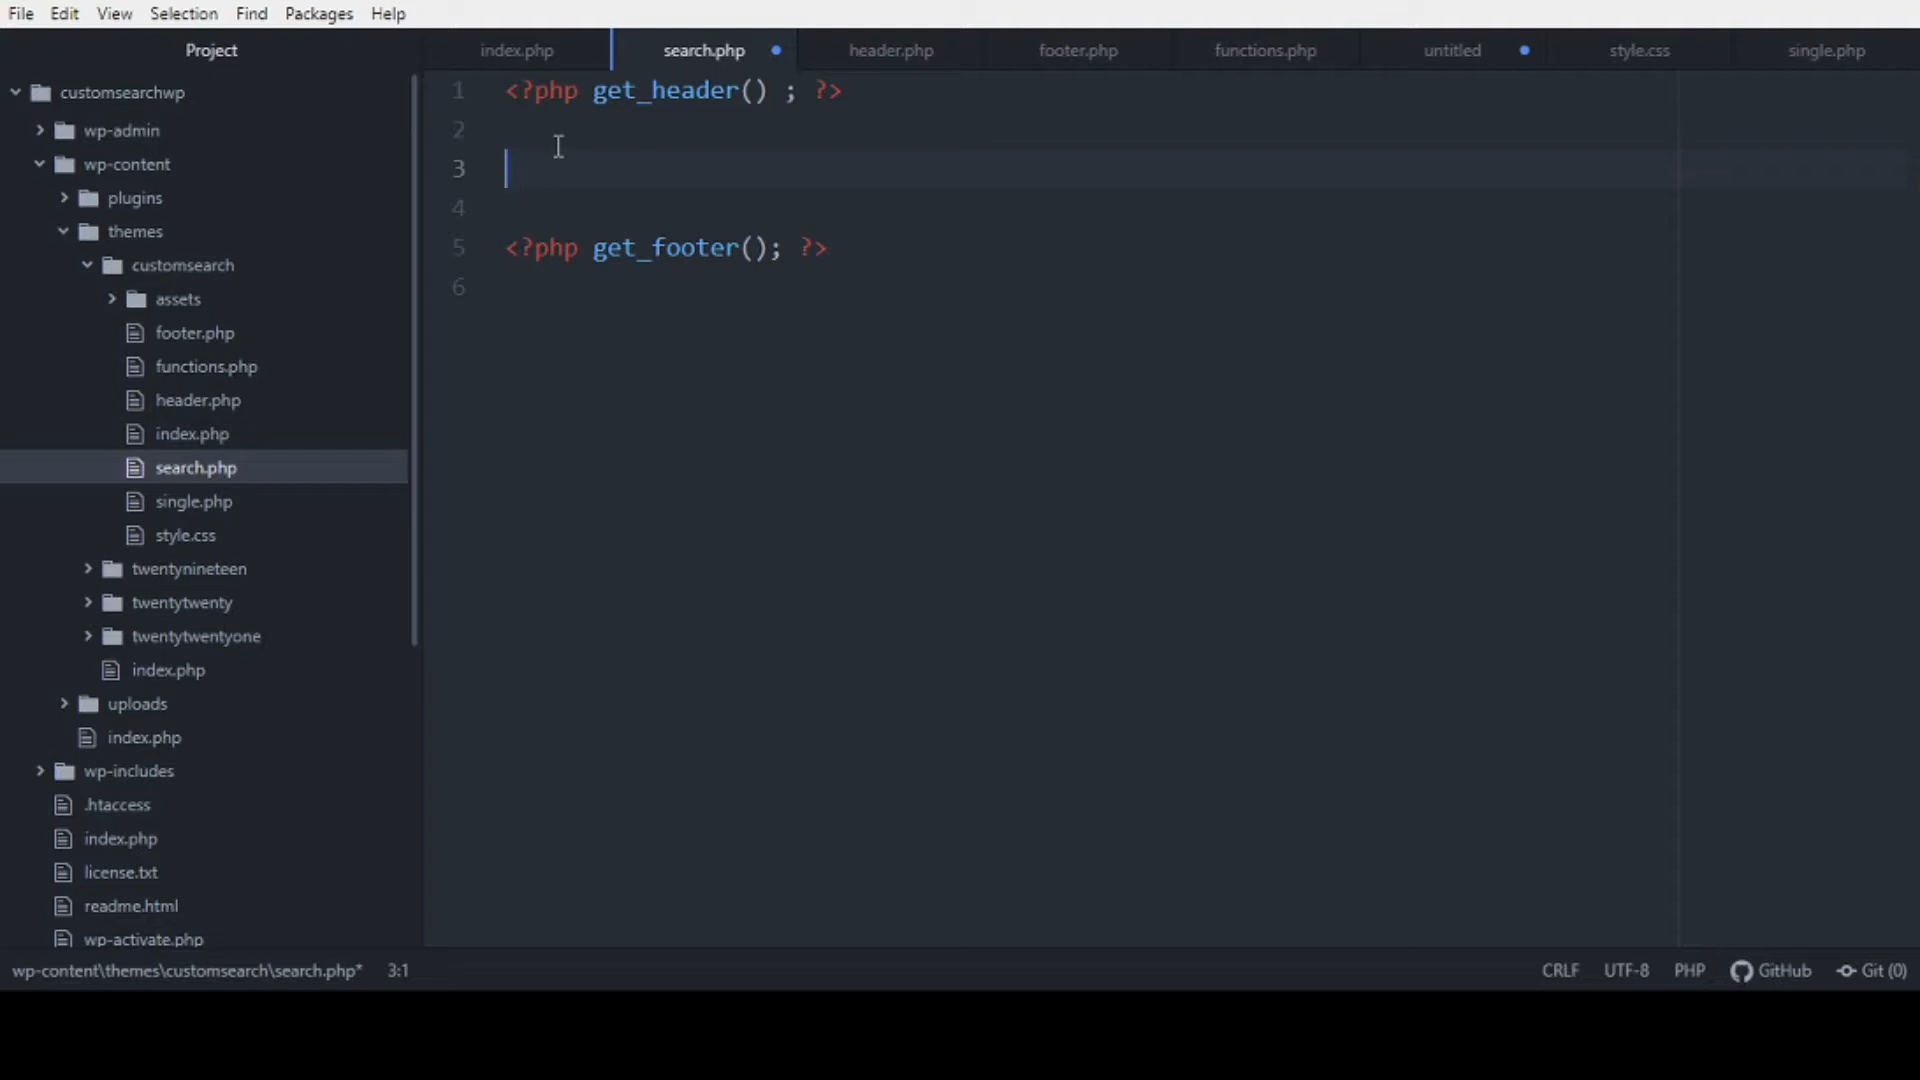 File Edit View Selection Find Packages Help
Project
index.php search.php header.php footer.php functions.php untitled style.css single.php
customsearchwp
wp-admin
wp-content
plugins
themes
customsearch
assets
footer.php
functions.php
header.php
index.php
search.php
single.php
style.css
twentynineteen
twentytwenty
twentytwentyone
index.php
uploads
index.php
wp-includes
.htaccess
index.php
license.txt
readme.html
wp-activate.php
1 <?php get_header() ; ?>
2
3
4
5 <?php get_footer(); ?>
6
wp-content\themes\customsearch\search.php* 3:1 CRLF UTF-8 PHP GitHub Git (0)